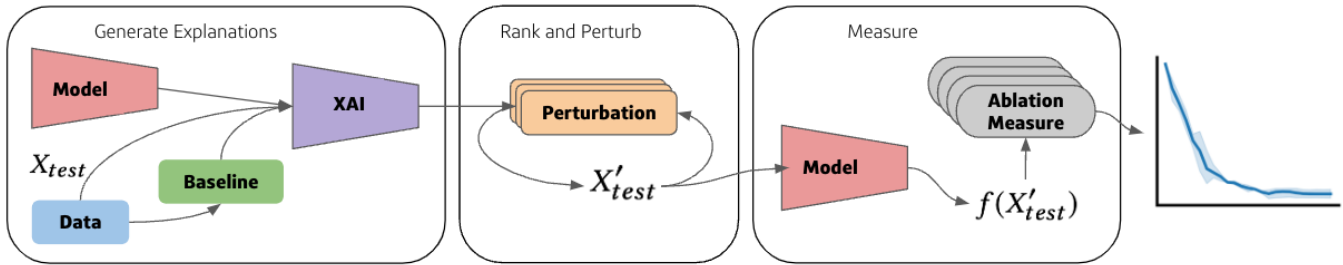 Generate Explanations
Model
XAI
X_test
Baseline
Data
Rank and Perturb
Perturbation
X'_test
Measure
Model
Ablation
Measure
f(X'_test)